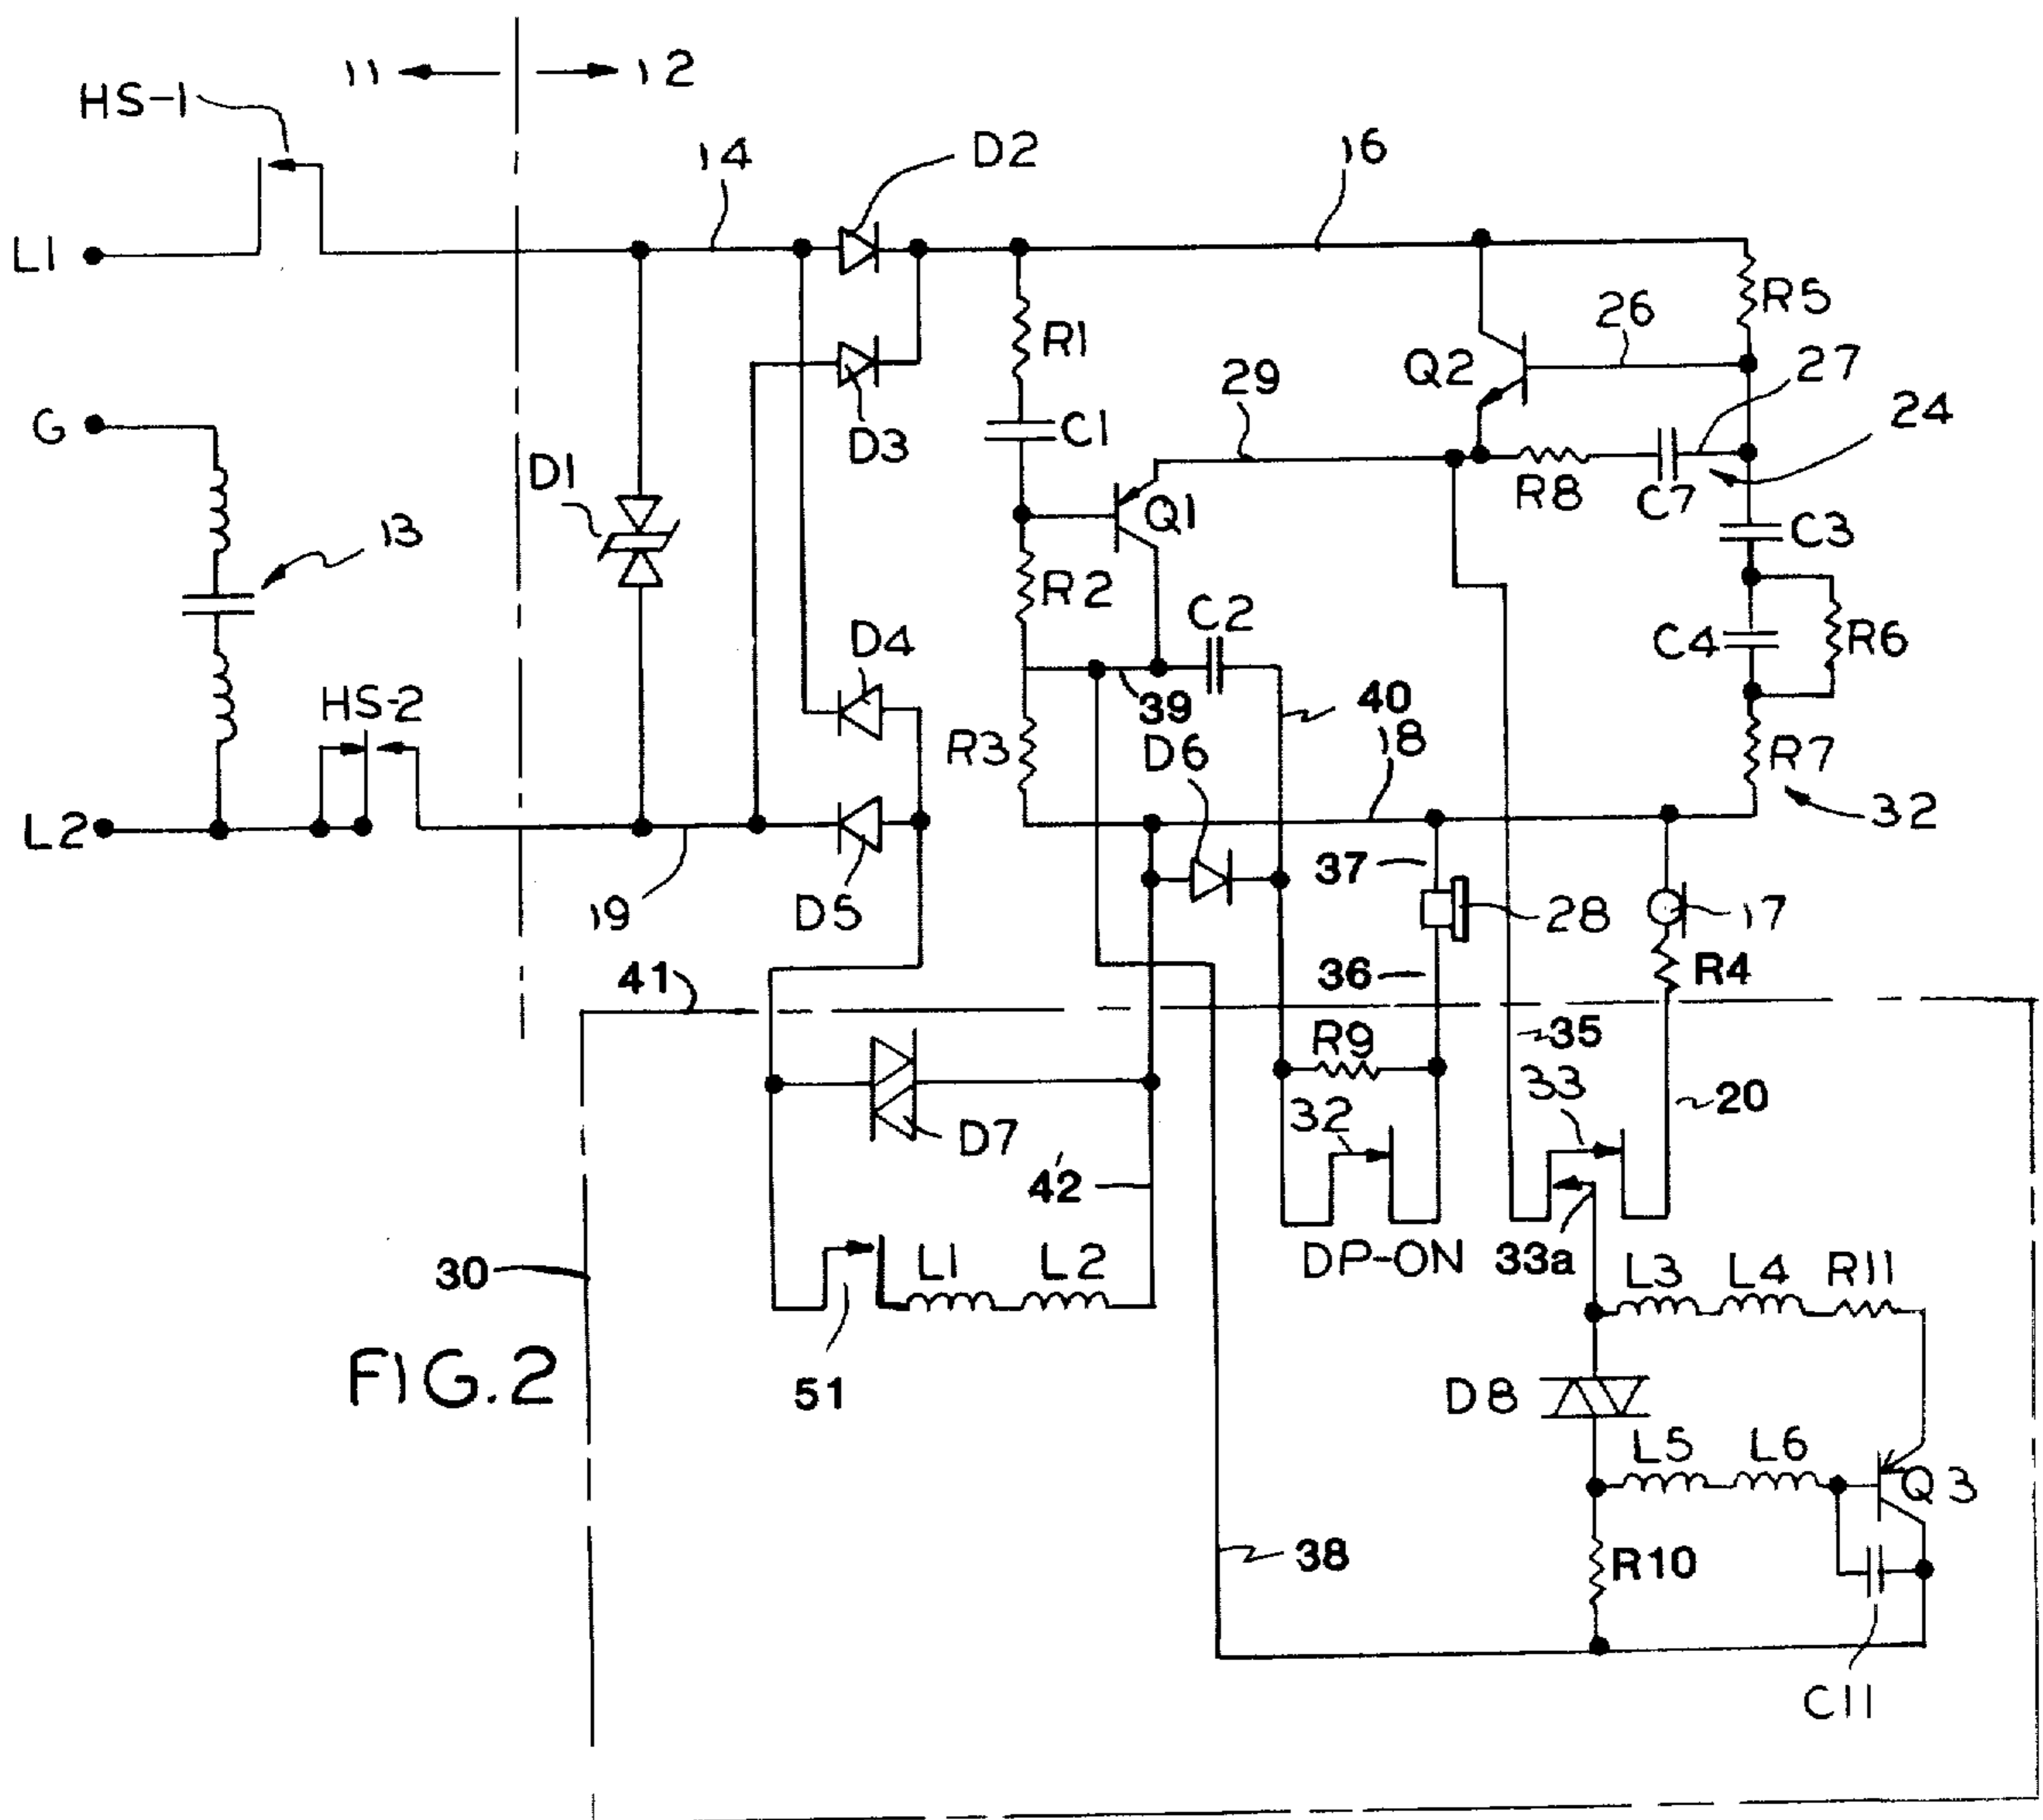 11 12
HS-1
14
D2
16
L1
R1
R5
26
27
D3
29
Q2
24
G
C1
D1
R8
C7
13
Q1
C3
R2
C2
D4
C4
R6
HS-2
39
40
18
R3
D6
R7
L2
32
37
19
D5
28
17
36
R4
41
35
R9
33
32
20
D7
42
30
L1 L2
DP-ON
33a
L3 L4 R11
FIG.2
51
D8
L5 L6
Q3
38
R10
C11